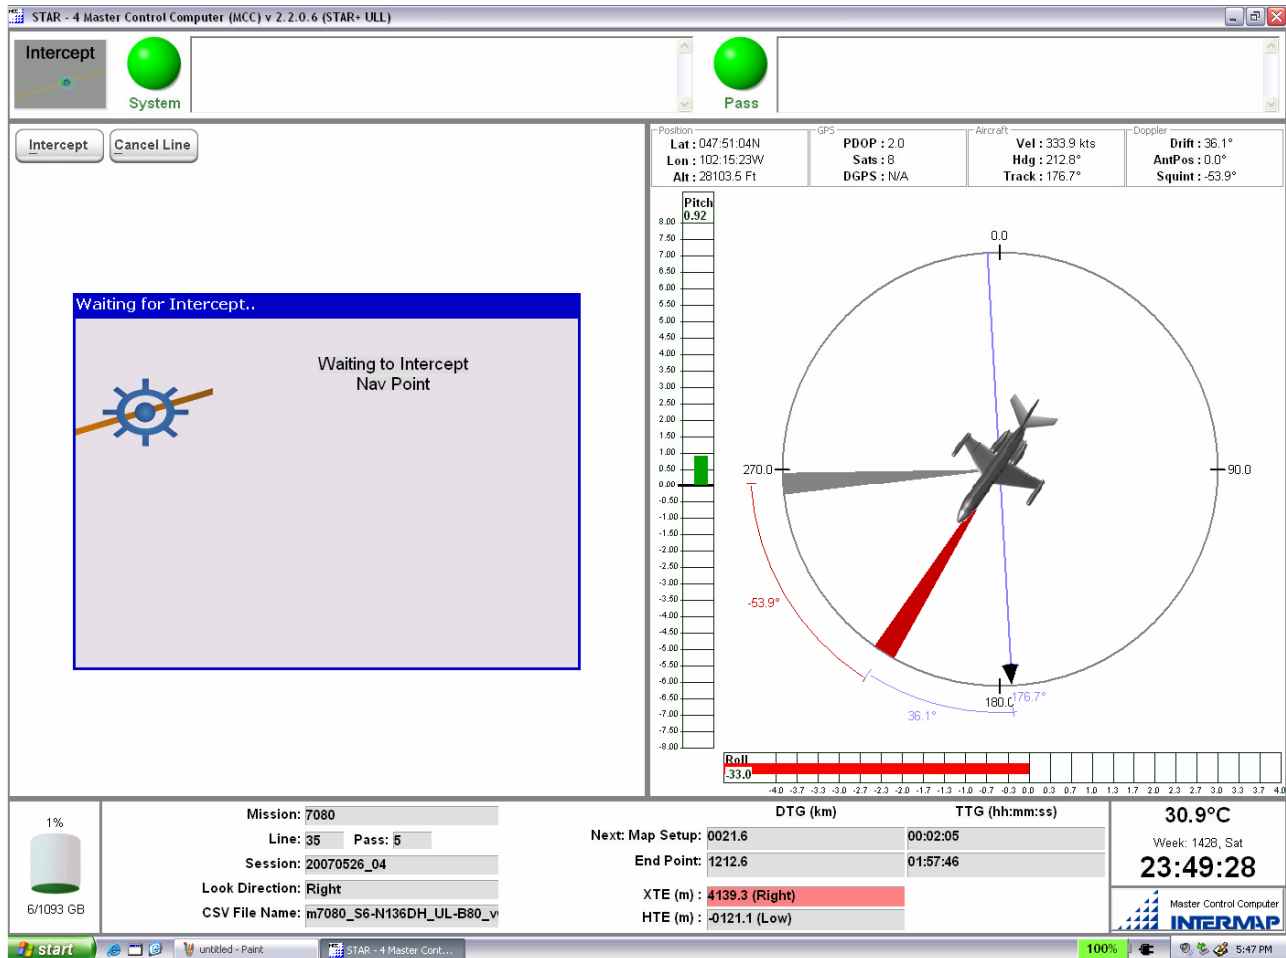 STAR - 4 Master Control Computer (MCC) v 2.2.0.6 (STAR+ ULL)
Intercept
System
Pass
Intercept
Cancel Line
Waiting for Intercept..
Waiting to Intercept
Nav Point
Position
Lat : 047:51:04N
Lon : 102:15:23W
Alt : 28103.5 Ft
GPS
PDOP : 2.0
Sats : 8
DGPS : N/A
Aircraft
Vel : 333.9 kts
Hdg : 212.8°
Track : 176.7°
Doppler
Drift : 36.1°
AntPos : 0.0°
Squint : -53.9°
Pitch
0.92
8.00
7.50
7.00
6.50
6.00
5.50
5.00
4.50
4.00
3.50
3.00
2.50
2.00
1.50
1.00
0.50
0.00
-0.50
-1.00
-1.50
-2.00
-2.50
-3.00
-3.50
-4.00
-4.50
-5.00
-5.50
-6.00
-6.50
-7.00
-7.50
-8.00
0.0
270.0
90.0
-53.9°
180.0
176.7°
36.1°
Roll
-33.0
-4.0 -3.7 -3.3 -3.0 -2.7 -2.3 -2.0 -1.7 -1.3 -1.0 -0.7 -0.3 0.0 0.3 0.7 1.0 1.3 1.7 2.0 2.3 2.7 3.0 3.3 3.7 4.0
1%
6/1093 GB
Mission: 7080
Line: 35 Pass: 5
Session: 20070526_04
Look Direction: Right
CSV File Name: m7080_S6-N136DH_UL-B80_v
DTG (km) TTG (hh:mm:ss)
Next: Map Setup: 0021.6 00:02:05
End Point: 1212.6 01:57:46
XTE (m) : 4139.3 (Right)
HTE (m) : -0121.1 (Low)
30.9°C
Week: 1428, Sat
23:49:28
Master Control Computer
INTERMAP
start
untitled - Paint
STAR - 4 Master Cont...
100%
5:47 PM